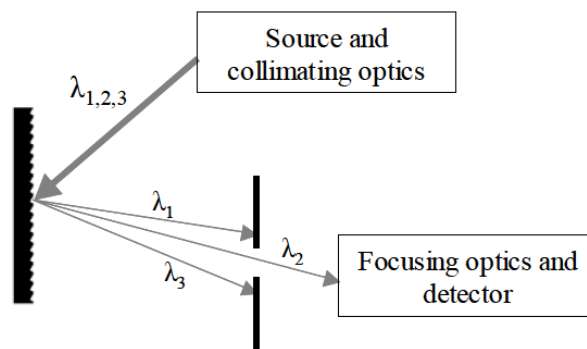 Source and
collimating optics
λ1,2,3
λ1
λ2
λ3
Focusing optics and
detector